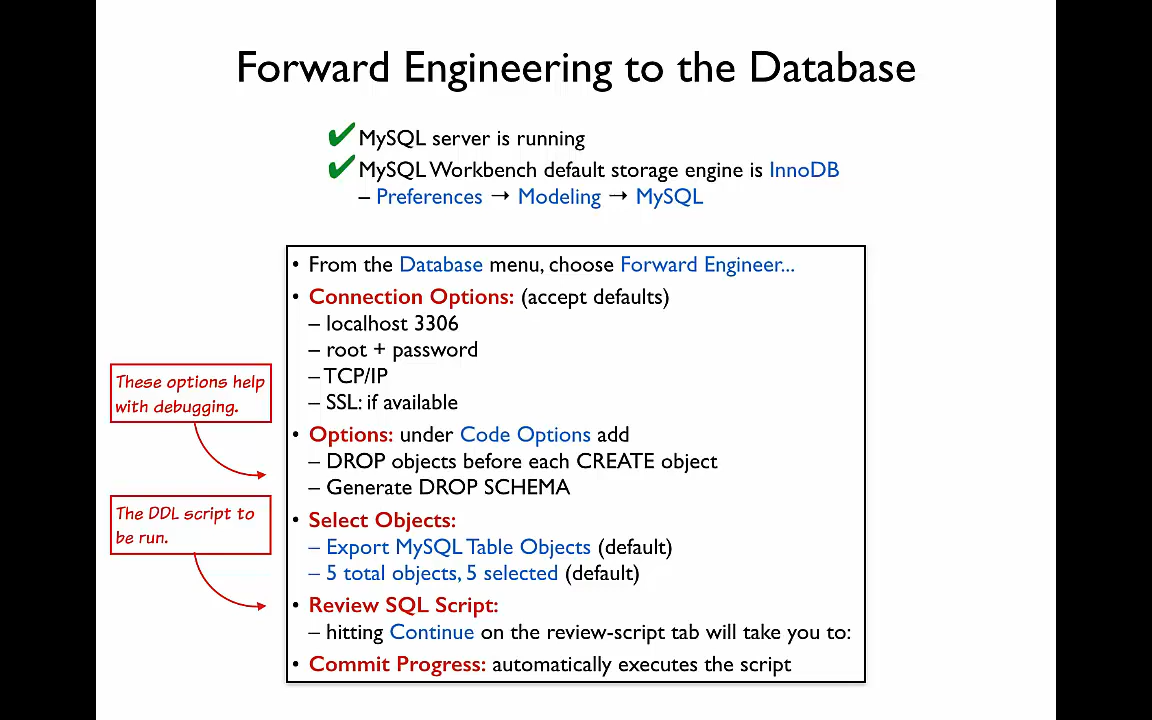 Forward Engineering to the Database
✔MySQL server is running
✔MySQL Workbench default storage engine is InnoDB
– Preferences → Modeling → MySQL
• From the Database menu, choose Forward Engineer...
• Connection Options: (accept defaults)
– localhost 3306
– root + password
– TCP/IP
– SSL: if available
These options help
with debugging.
• Options: under Code Options add
– DROP objects before each CREATE object
– Generate DROP SCHEMA
The DDL script to
be run.
• Select Objects:
– Export MySQL Table Objects (default)
– 5 total objects, 5 selected (default)
• Review SQL Script:
– hitting Continue on the review-script tab will take you to:
• Commit Progress: automatically executes the script